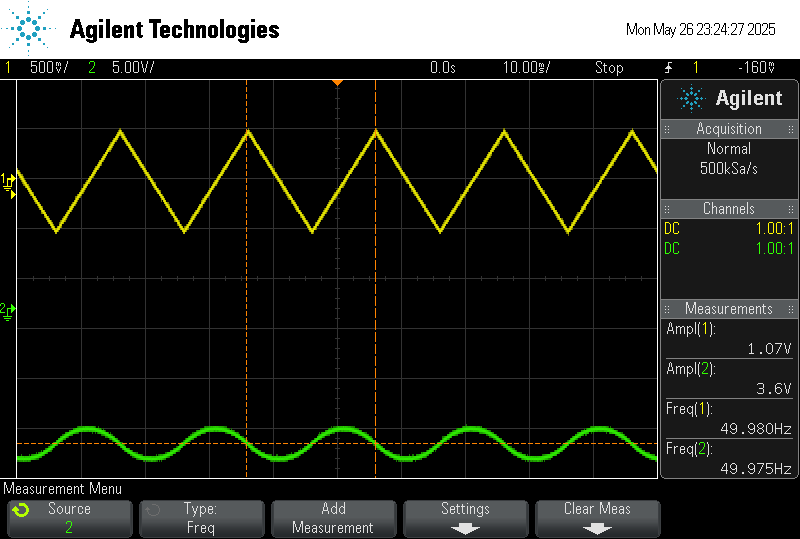 Agilent Technologies
Mon May 26 23:24:27 2025
1 500mV/ 2 5.00V/ 0.0s 10.00ms/ Stop 1 -160mV
Agilent
Acquisition
Normal
500kSa/s
Channels
DC 1.00:1
DC 1.00:1
Measurements
Ampl(1):
1.07V
Ampl(2):
3.6V
Freq(1):
49.980Hz
Freq(2):
49.975Hz
1
2
Measurement Menu
Source
2
Type:
Freq
Add
Measurement
Settings
Clear Meas